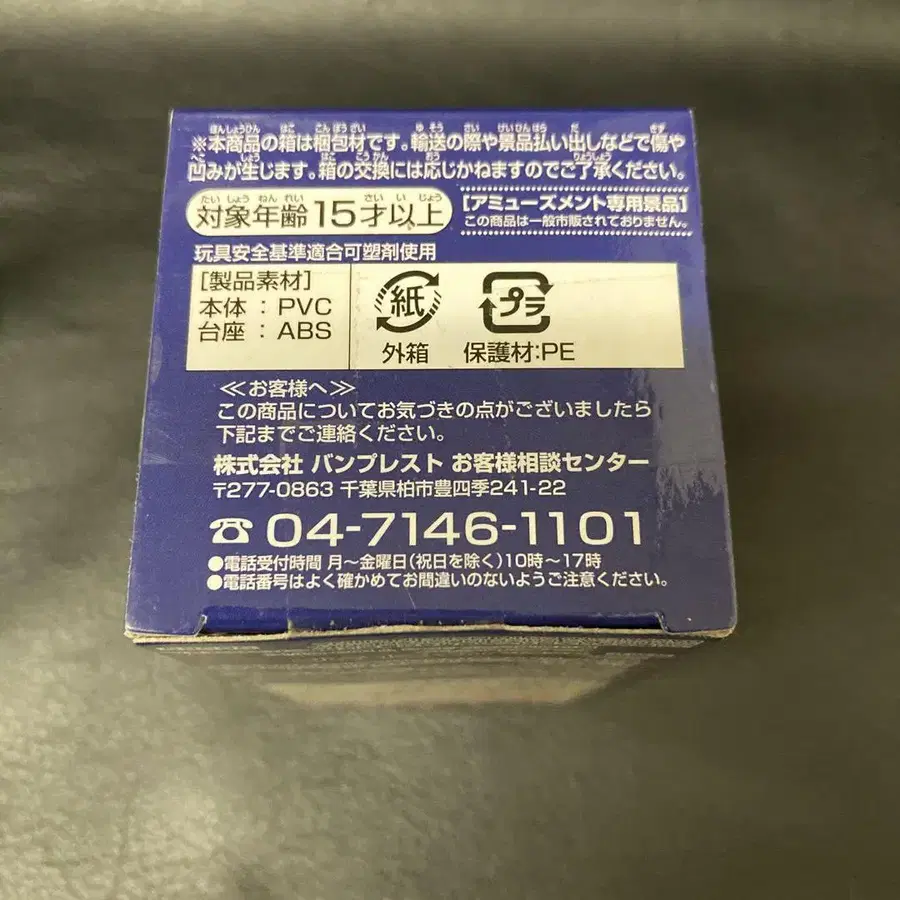 ※本商品の箱は梱包材です。輸送の際や景品払い出しなどで傷や
凹みが生じます。箱の交換には応じかねますのでご了承ください。
対象年齢15才以上
[アミューズメント専用景品]
この商品は一般市販されておりません。
玩具安全基準適合可塑剤使用
[製品素材]
本体:PVC
台座:ABS
紙
外箱
プラ
保護材:PE
≪お客様へ≫
この商品についてお気づきの点がございましたら
下記までご連絡ください。
株式会社 バンプレスト お客様相談センター
〒277-0863 千葉県柏市豊四季241-22
☎ 04-7146-1101
●電話受付時間 月〜金曜日(祝日を除く)10時〜17時
●電話番号はよく確かめてお間違いのないようご注意ください。